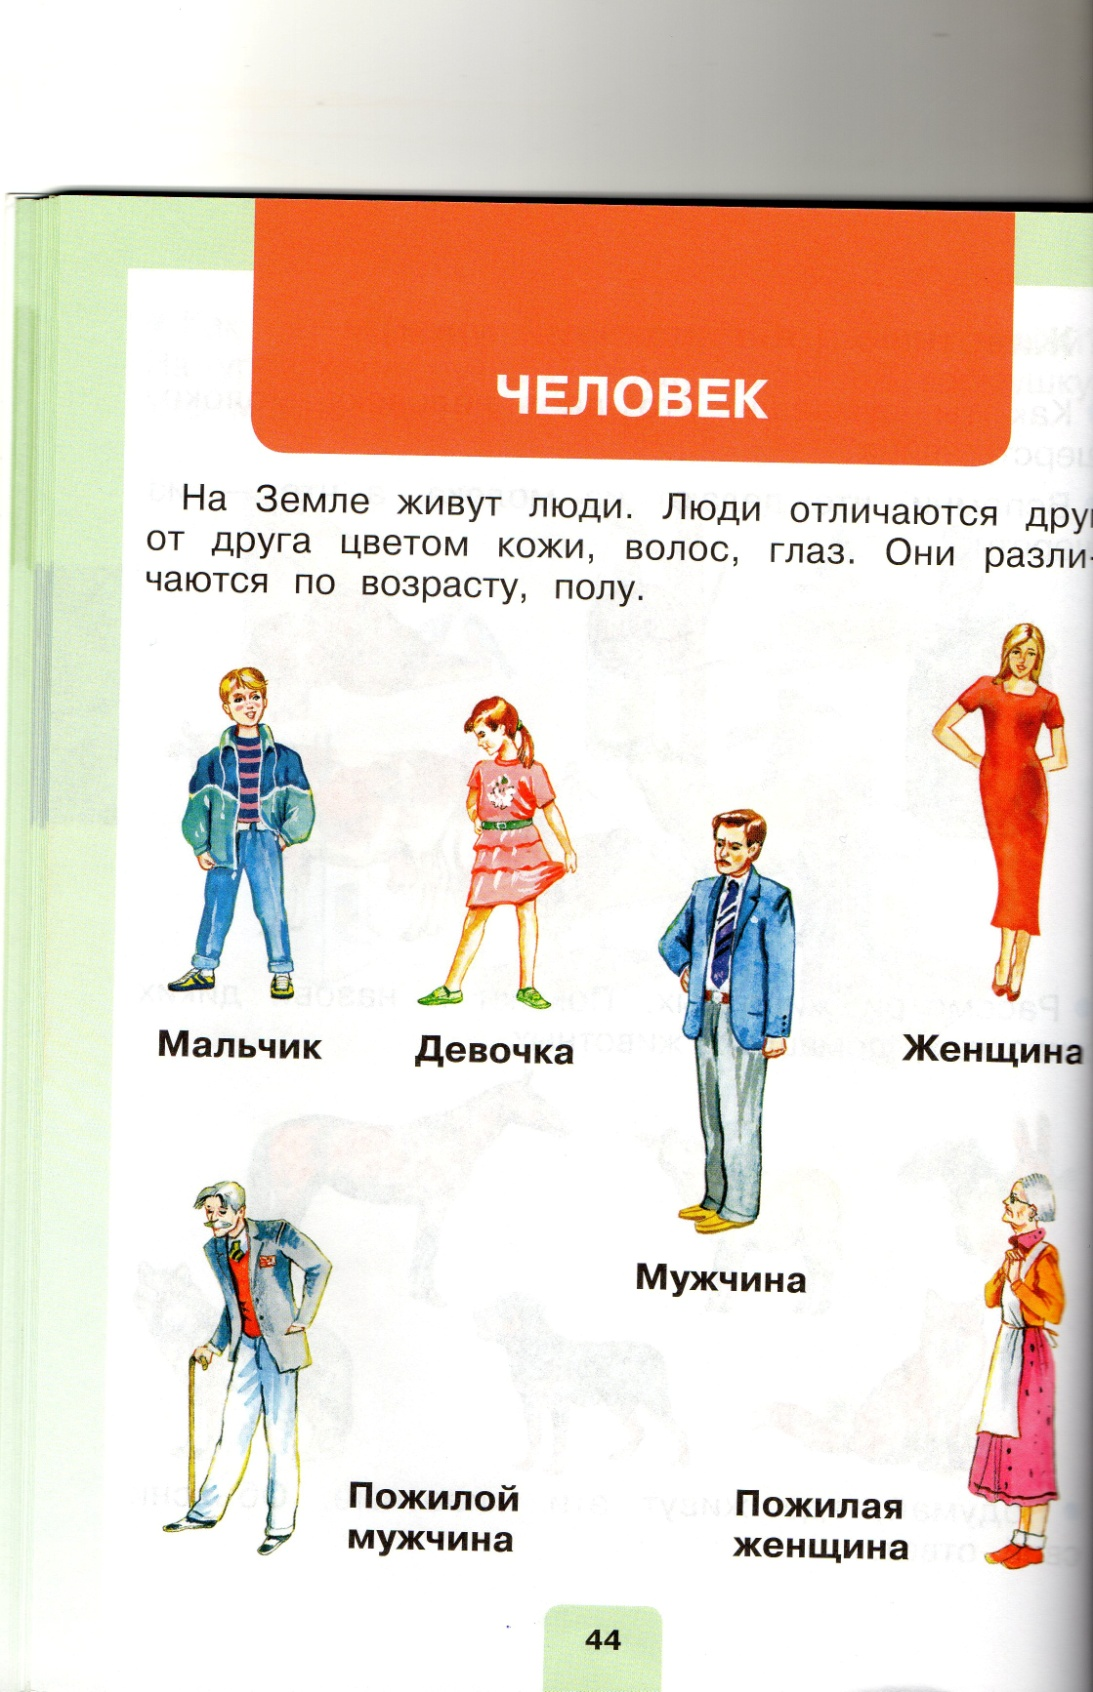 ЧЕЛОВЕК
На Земле живут люди. Люди отличаются друг
от друга цветом кожи, волос, глаз. Они разли-
чаются по возрасту, полу.
Мальчик
Девочка
Женщина
Мужчина
Пожилой
мужчина
Пожилая
женщина
44